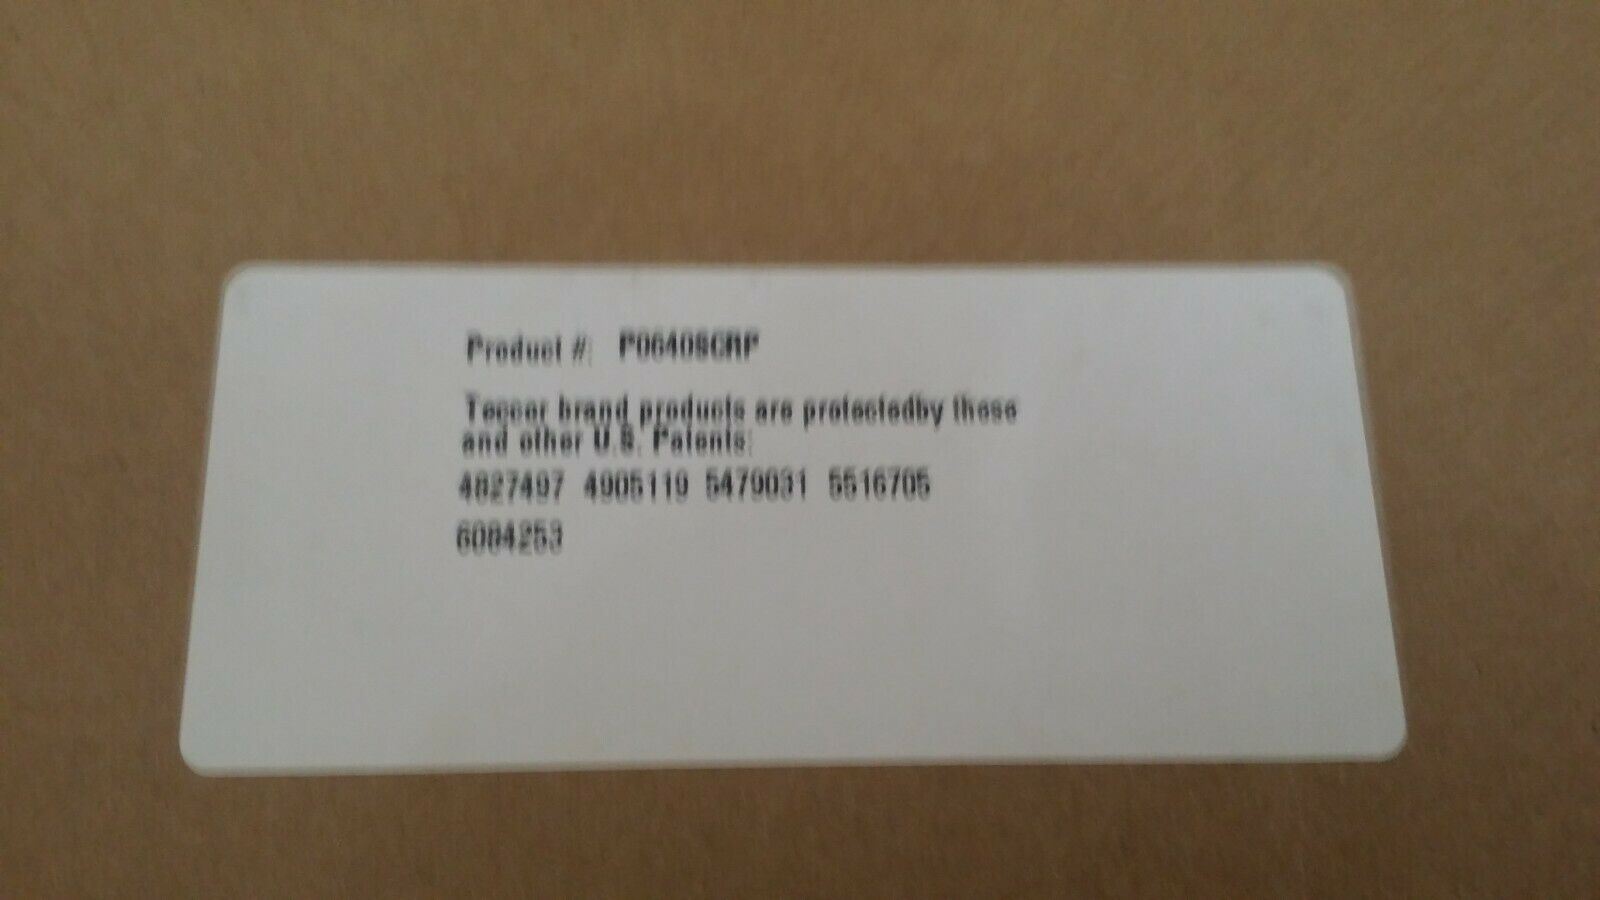 Product #: P0640SCRP
Teccor brand products are protectedby these
and other U.S. Patents:
4827497 4905119 5479031 5516705
6084253